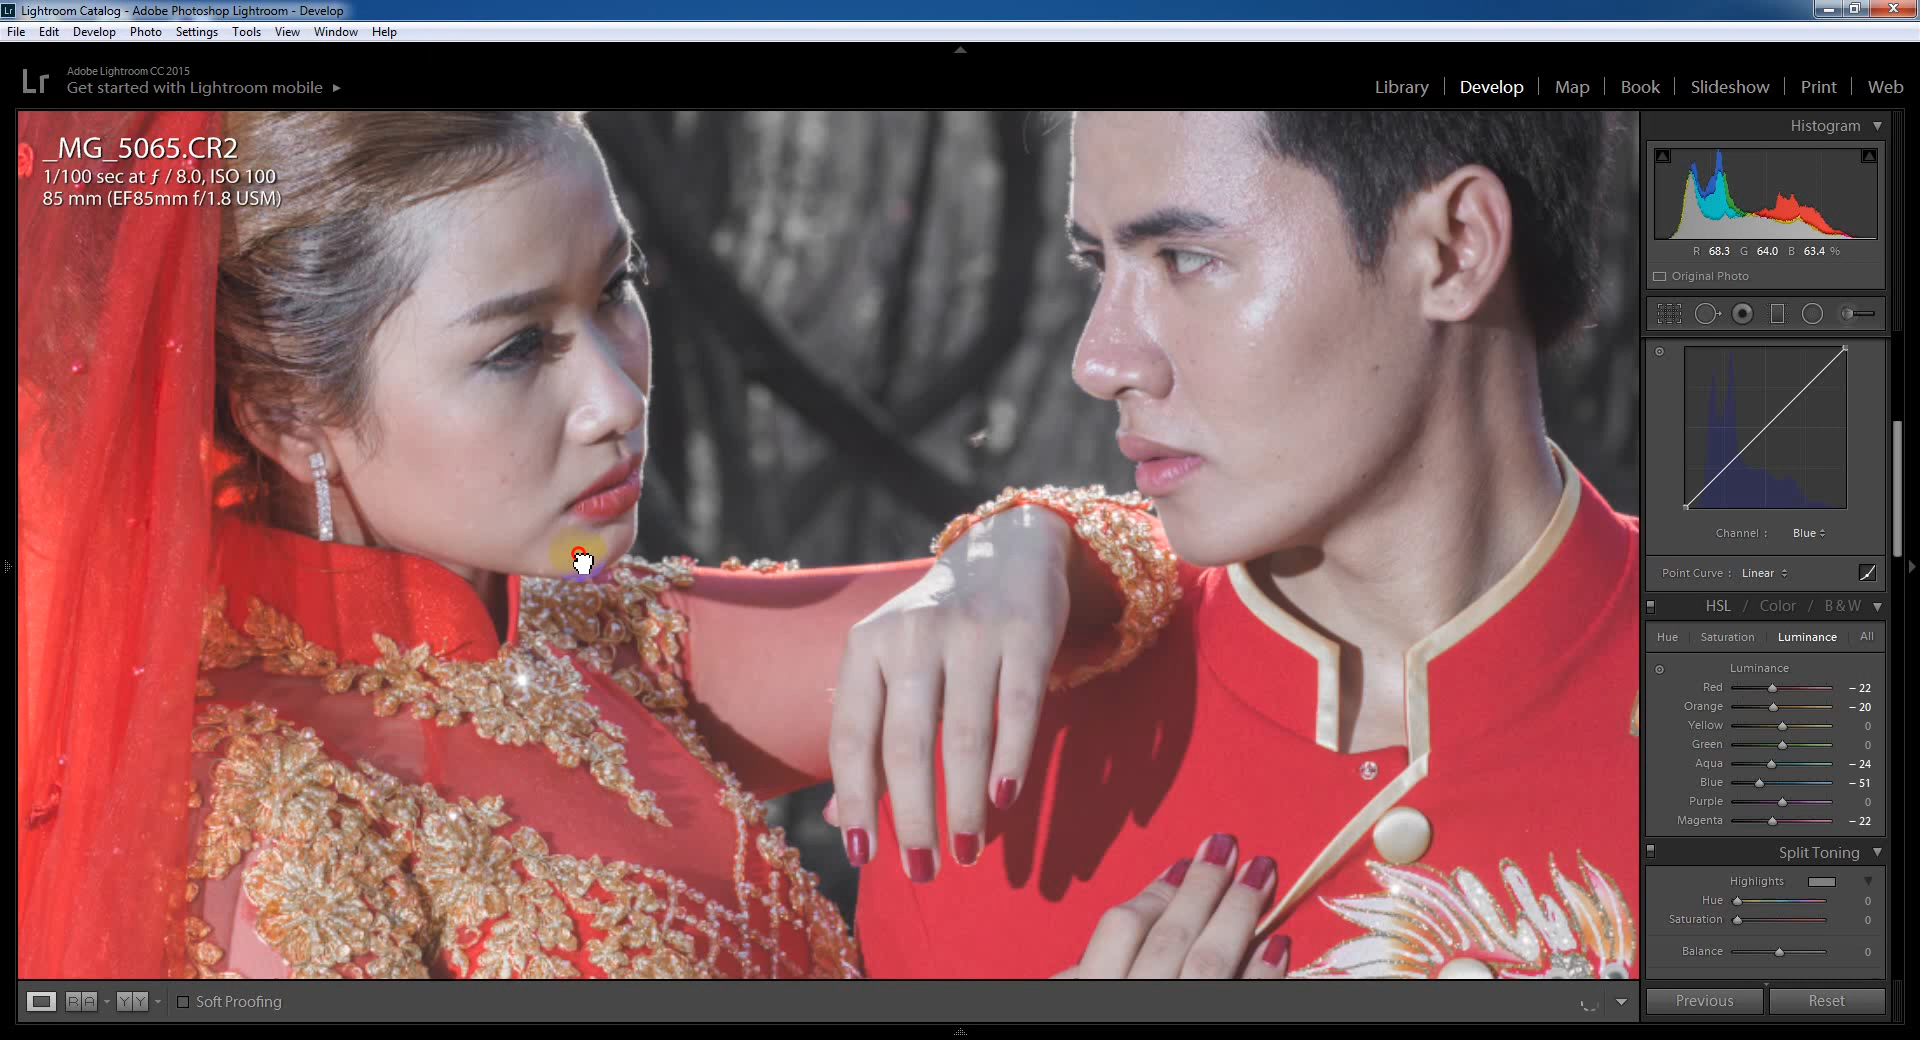 Lr Lightroom Catalog - Adobe Photoshop Lightroom - Develop
File Edit Develop Photo Settings Tools View Window Help
Lr
Adobe Lightroom CC 2015
Get started with Lightroom mobile
Library Develop Map Book Slideshow Print Web
_MG_5065.CR2
1/100 sec at ƒ / 8.0, ISO 100
85 mm (EF85mm f/1.8 USM)
Histogram
R 68.3 G 64.0 B 63.4 %
Original Photo
Channel : Blue
Point Curve : Linear
HSL / Color / B & W
Hue Saturation Luminance All
Luminance
Red - 22
Orange - 20
Yellow 0
Green 0
Aqua - 24
Blue - 51
Purple 0
Magenta - 22
Split Toning
Highlights
Hue 0
Saturation 0
Balance 0
R A Y Y Soft Proofing
Previous Reset